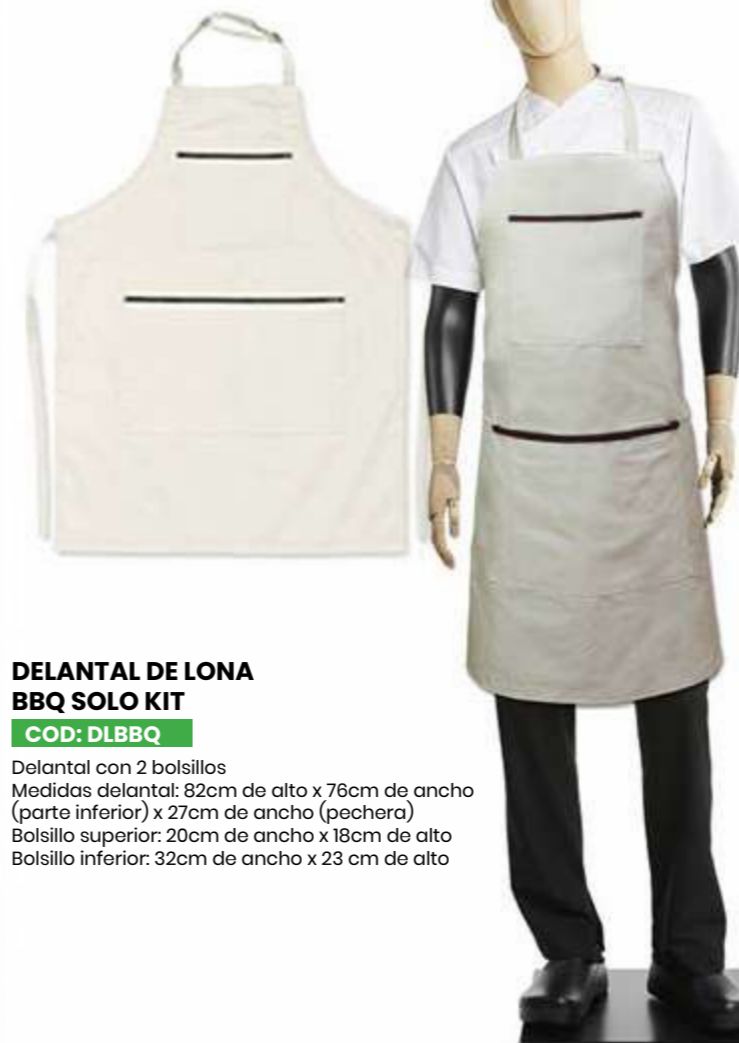 DELANTAL DE LONA
BBQ SOLO KIT
COD: DLBBQ
Delantal con 2 bolsillos
Medidas delantal: 82cm de alto x 76cm de ancho
(parte inferior) x 27cm de ancho (pechera)
Bolsillo superior: 20cm de ancho x 18cm de alto
Bolsillo inferior: 32cm de ancho x 23 cm de alto